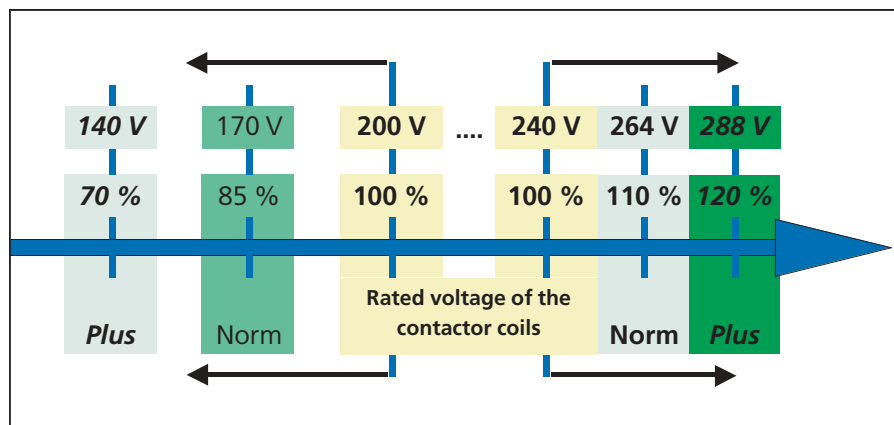 140 V 170 V 200 V .... 240 V 264 V 288 V
70 % 85 % 100 % 100 % 110 % 120 %
Rated voltage of the
contactor coils
Plus Norm Norm Plus